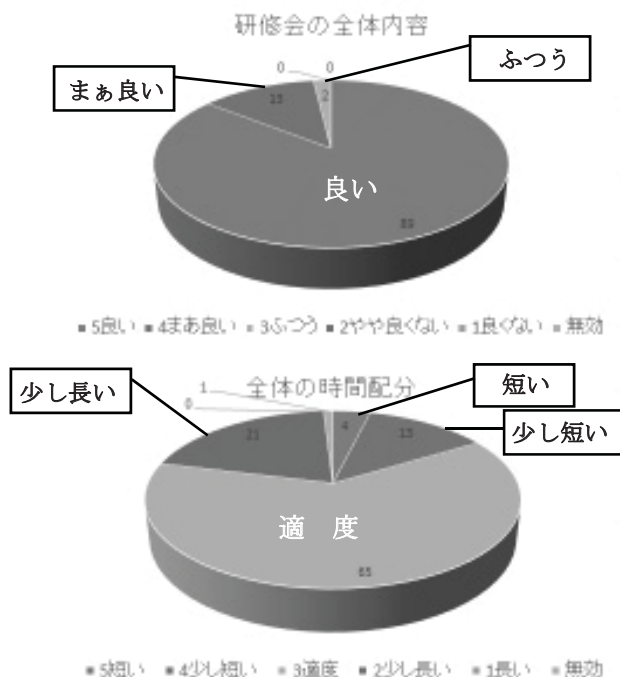 研修会の全体内容
0 0
ふつう
まぁ良い
13 2
良い
89
■5良い ■4まあ良い ■3ふつう ■2やや良くない ■1良くない ■無効
全体の時間配分
1
0
短い
少し長い
少し短い
21 4 13
適 度
65
■5短い ■4少し短い ■3適度 ■2少し長い ■1長い ■無効